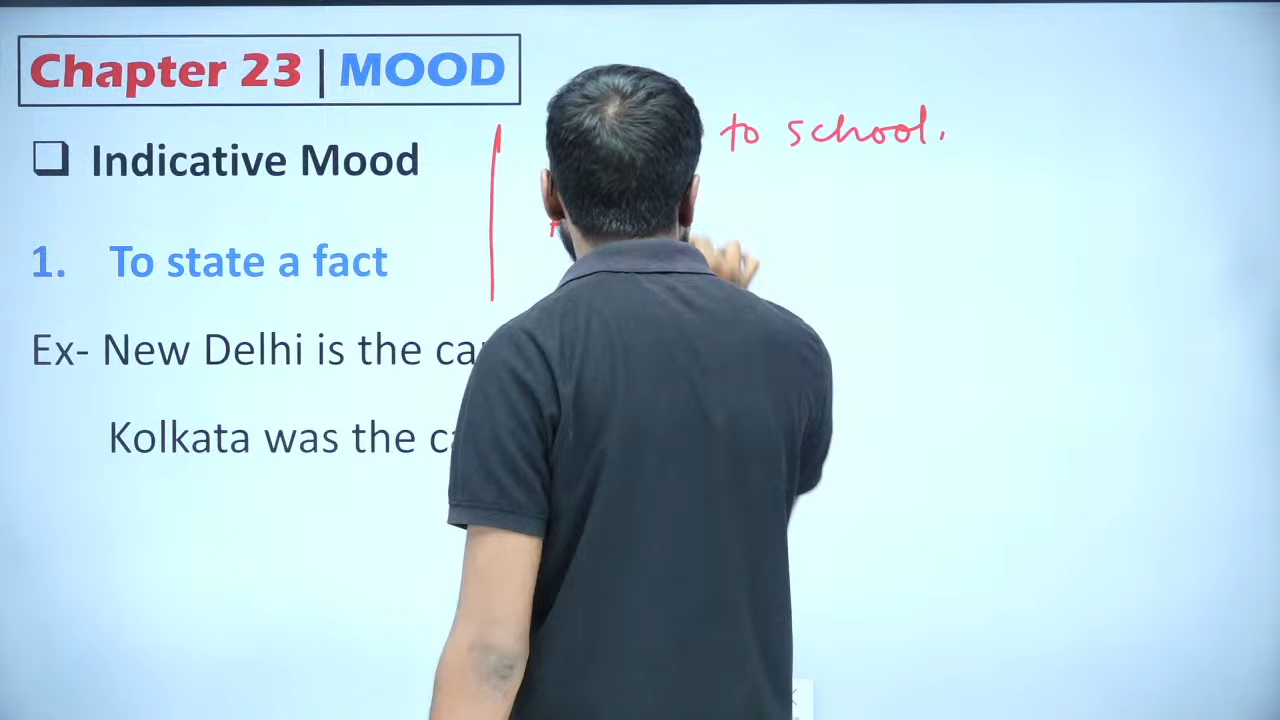 Chapter 23 | MOOD
to school.
Indicative Mood
1. To state a fact
Ex- New Delhi is the
Kolkata was the